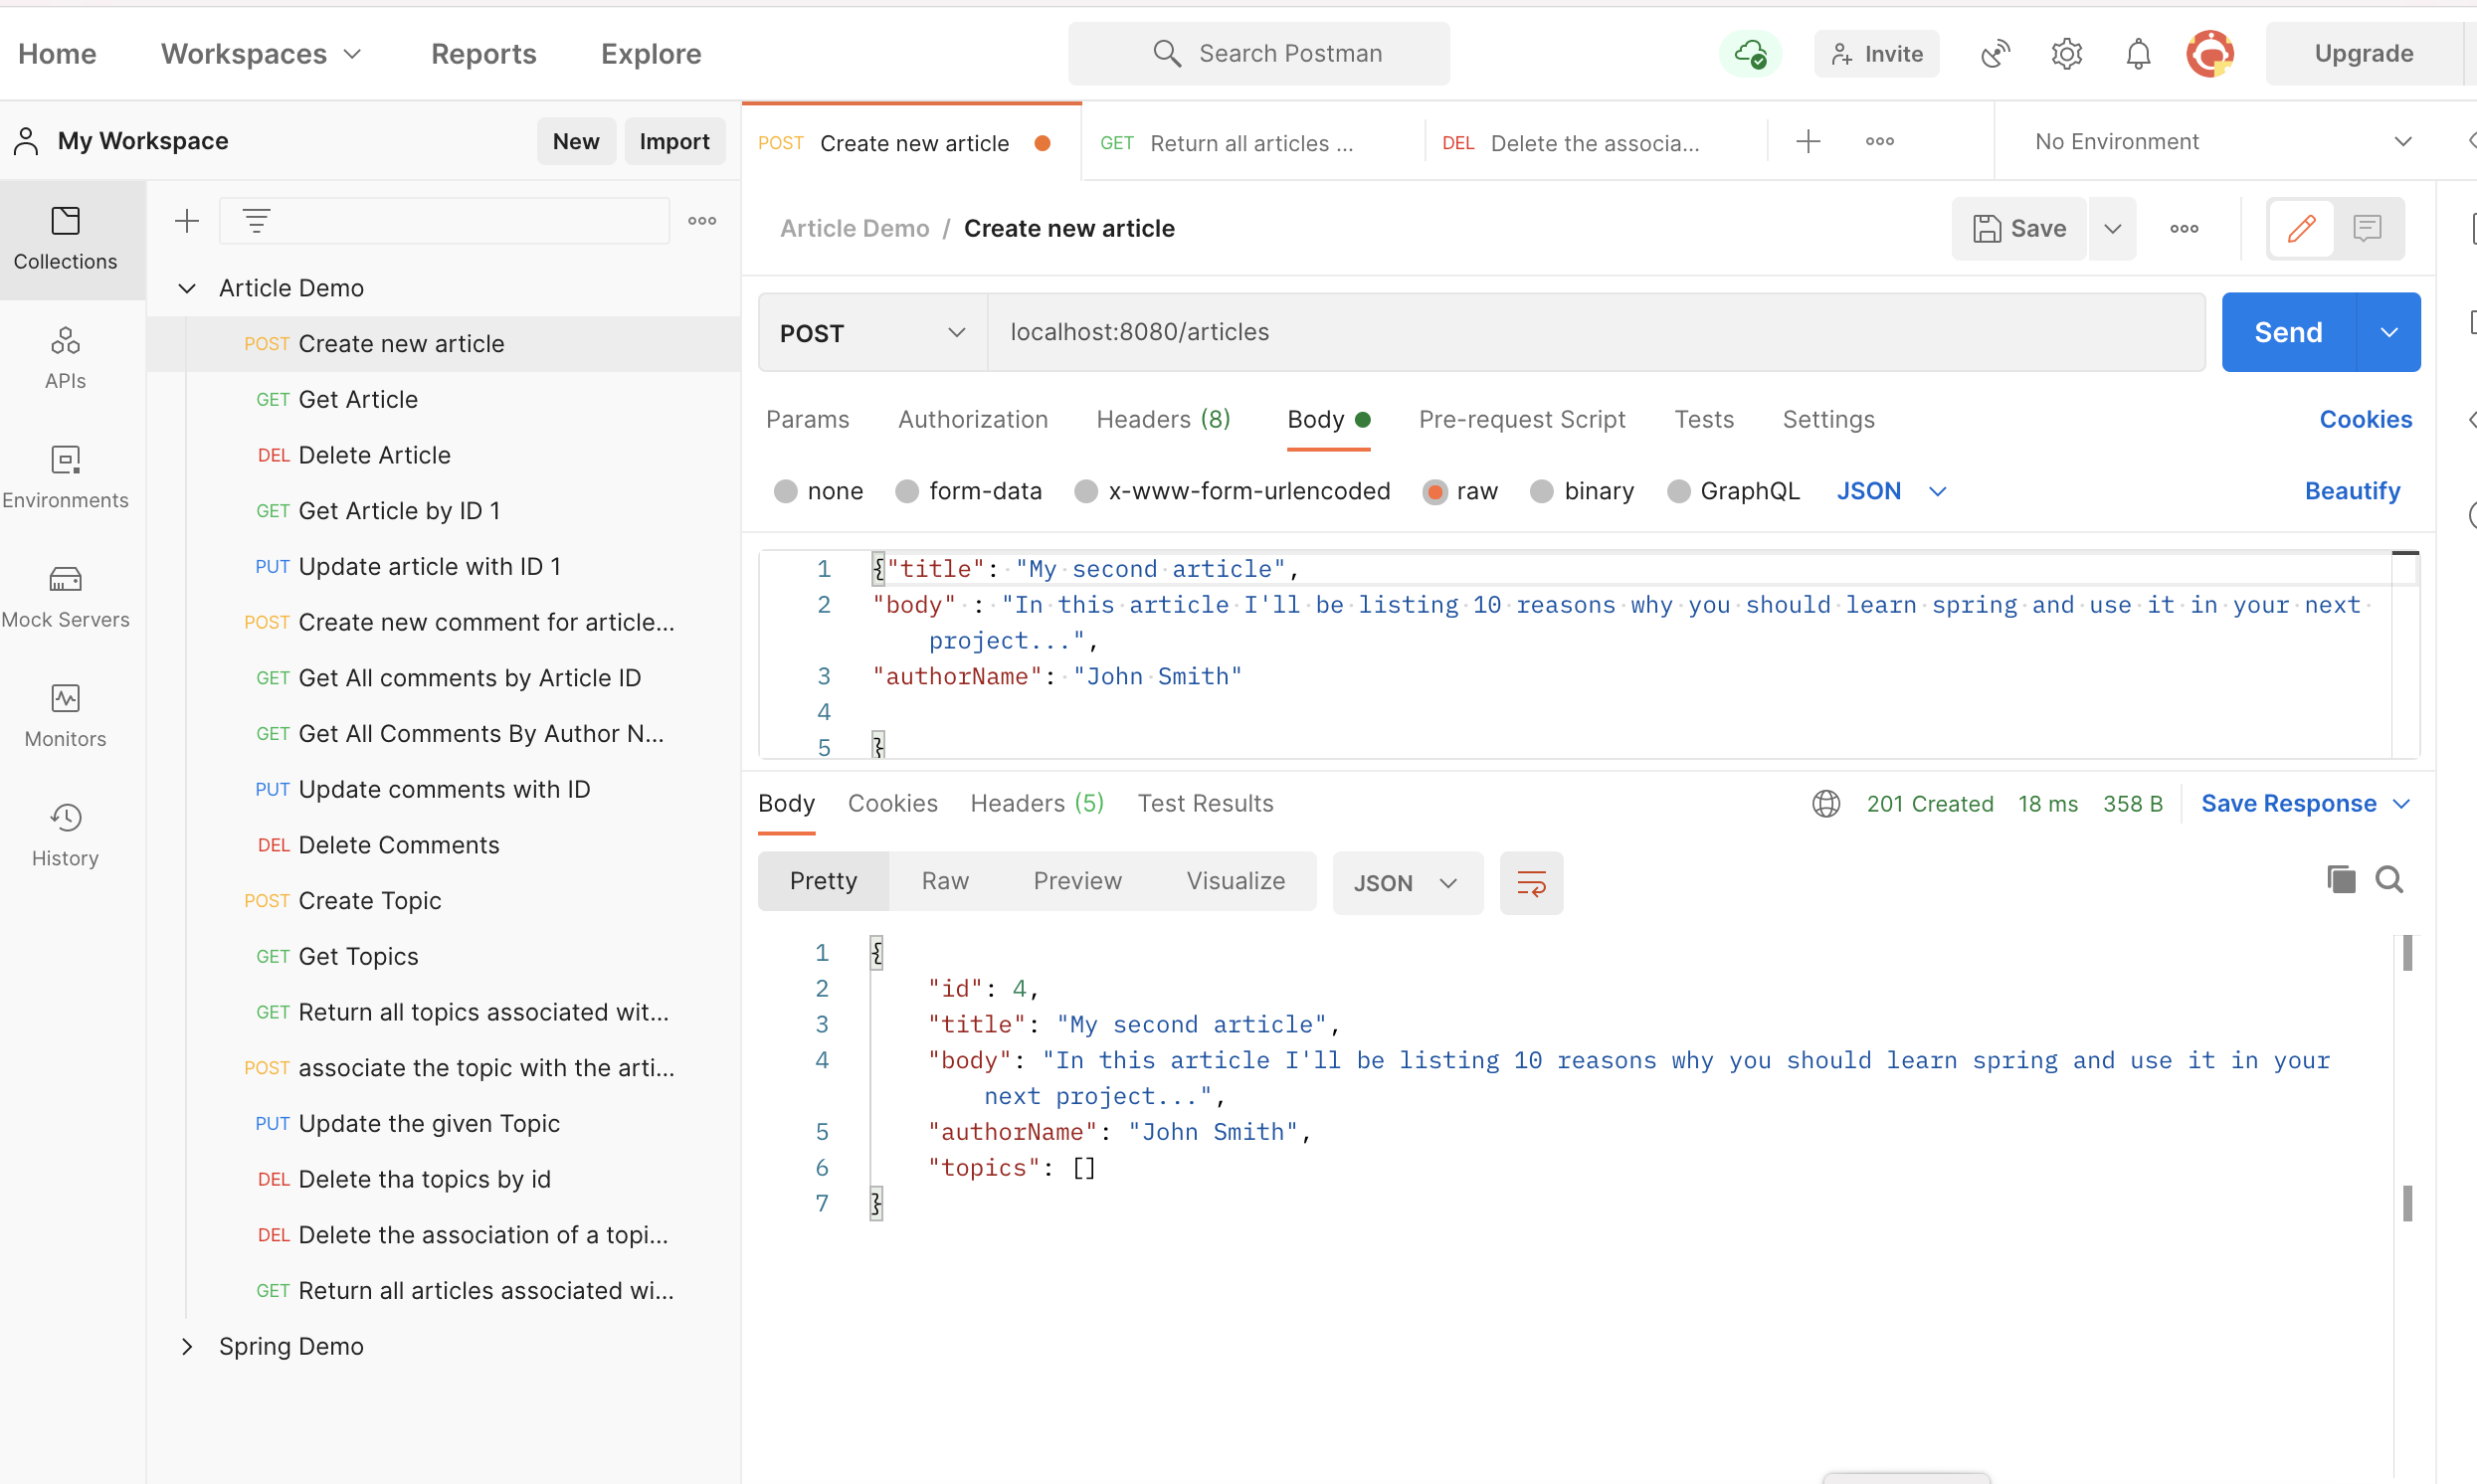 Home Workspaces Reports Explore Search Postman Invite Upgrade
My Workspace New Import
POST Create new article GET Return all articles ... DEL Delete the associa... No Environment
Collections
APIs
Environments
Mock Servers
Monitors
History
Article Demo
POST Create new article
GET Get Article
DEL Delete Article
GET Get Article by ID 1
PUT Update article with ID 1
POST Create new comment for article...
GET Get All comments by Article ID
GET Get All Comments By Author N...
PUT Update comments with ID
DEL Delete Comments
POST Create Topic
GET Get Topics
GET Return all topics associated wit...
POST associate the topic with the arti...
PUT Update the given Topic
DEL Delete tha topics by id
DEL Delete the association of a topi...
GET Return all articles associated wi...
Spring Demo
Article Demo / Create new article Save
POST localhost:8080/articles Send
Params Authorization Headers (8) Body Pre-request Script Tests Settings Cookies
none form-data x-www-form-urlencoded raw binary GraphQL JSON Beautify
1 {"title": "My second article",
2 "body" : "In this article I'll be listing 10 reasons why you should learn spring and use it in your next
project...",
3 "authorName": "John Smith"
4
5 }
Body Cookies Headers (5) Test Results 201 Created 18 ms 358 B Save Response
Pretty Raw Preview Visualize JSON
1 {
2 "id": 4,
3 "title": "My second article",
4 "body": "In this article I'll be listing 10 reasons why you should learn spring and use it in your
next project...",
5 "authorName": "John Smith",
6 "topics": []
7 }